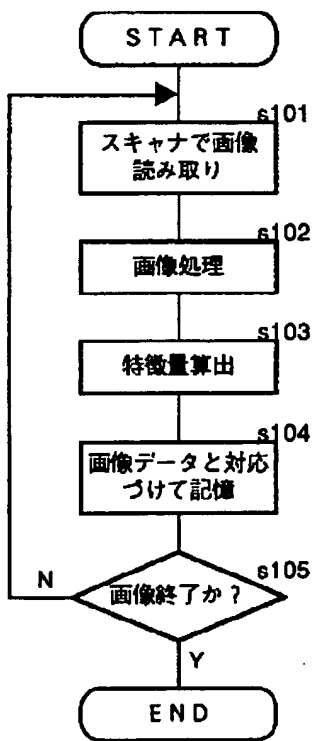 START
s101
スキャナで画像
読み取り
s102
画像処理
s103
特徴量算出
s104
画像データと対応
づけて記憶
s105
画像終了か？
N
Y
END